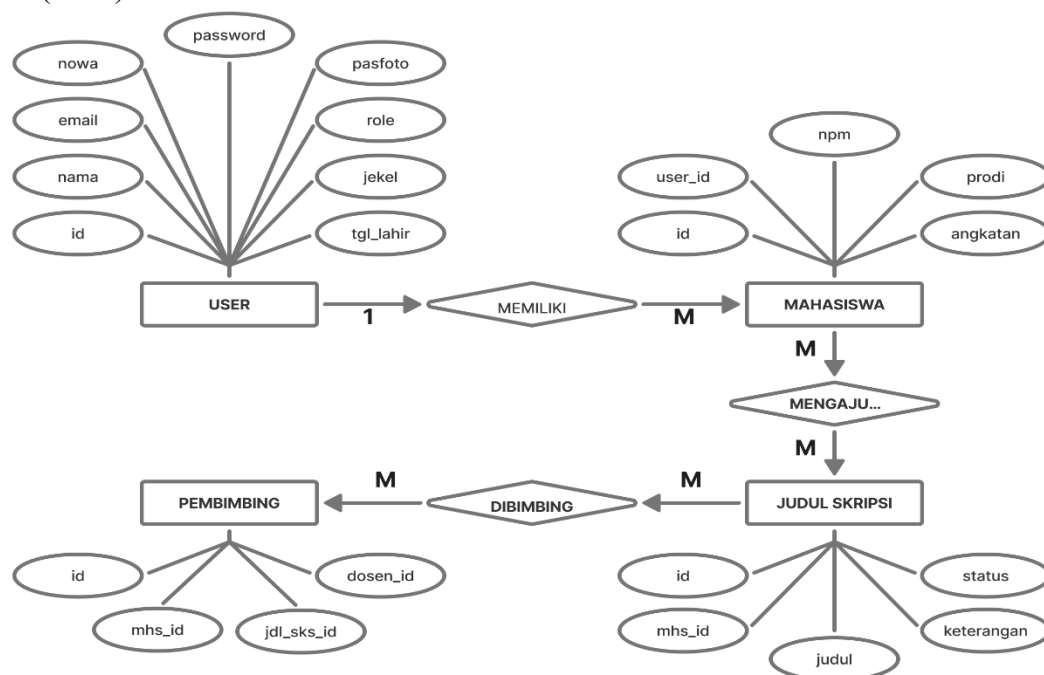 password
nowa
pasfoto
email
role
nama
jekel
id
tgl_lahir
npm
user_id
prodi
id
angkatan
USER
1
MEMILIKI
M
MAHASISWA
M
MENGAJU...
M
PEMBIMBING
M
DIBIMBING
M
JUDUL SKRIPSI
id
dosen_id
mhs_id
jdl_sks_id
id
status
mhs_id
keterangan
judul